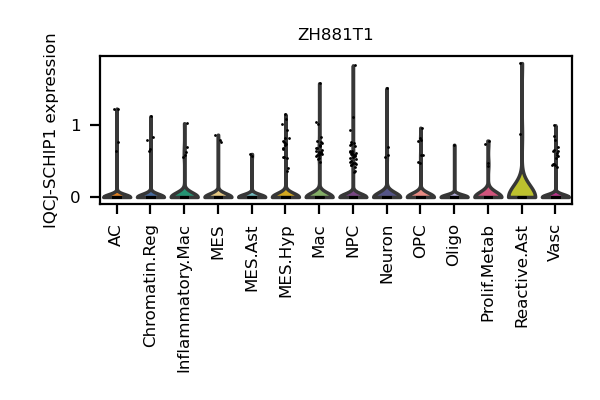 ZH881T1
IQCJ-SCHIP1 expression
1
0
AC
Chromatin.Reg
Inflammatory.Mac
MES
MES.Ast
MES.Hyp
Mac
NPC
Neuron
OPC
Oligo
Prolif.Metab
Reactive.Ast
Vasc